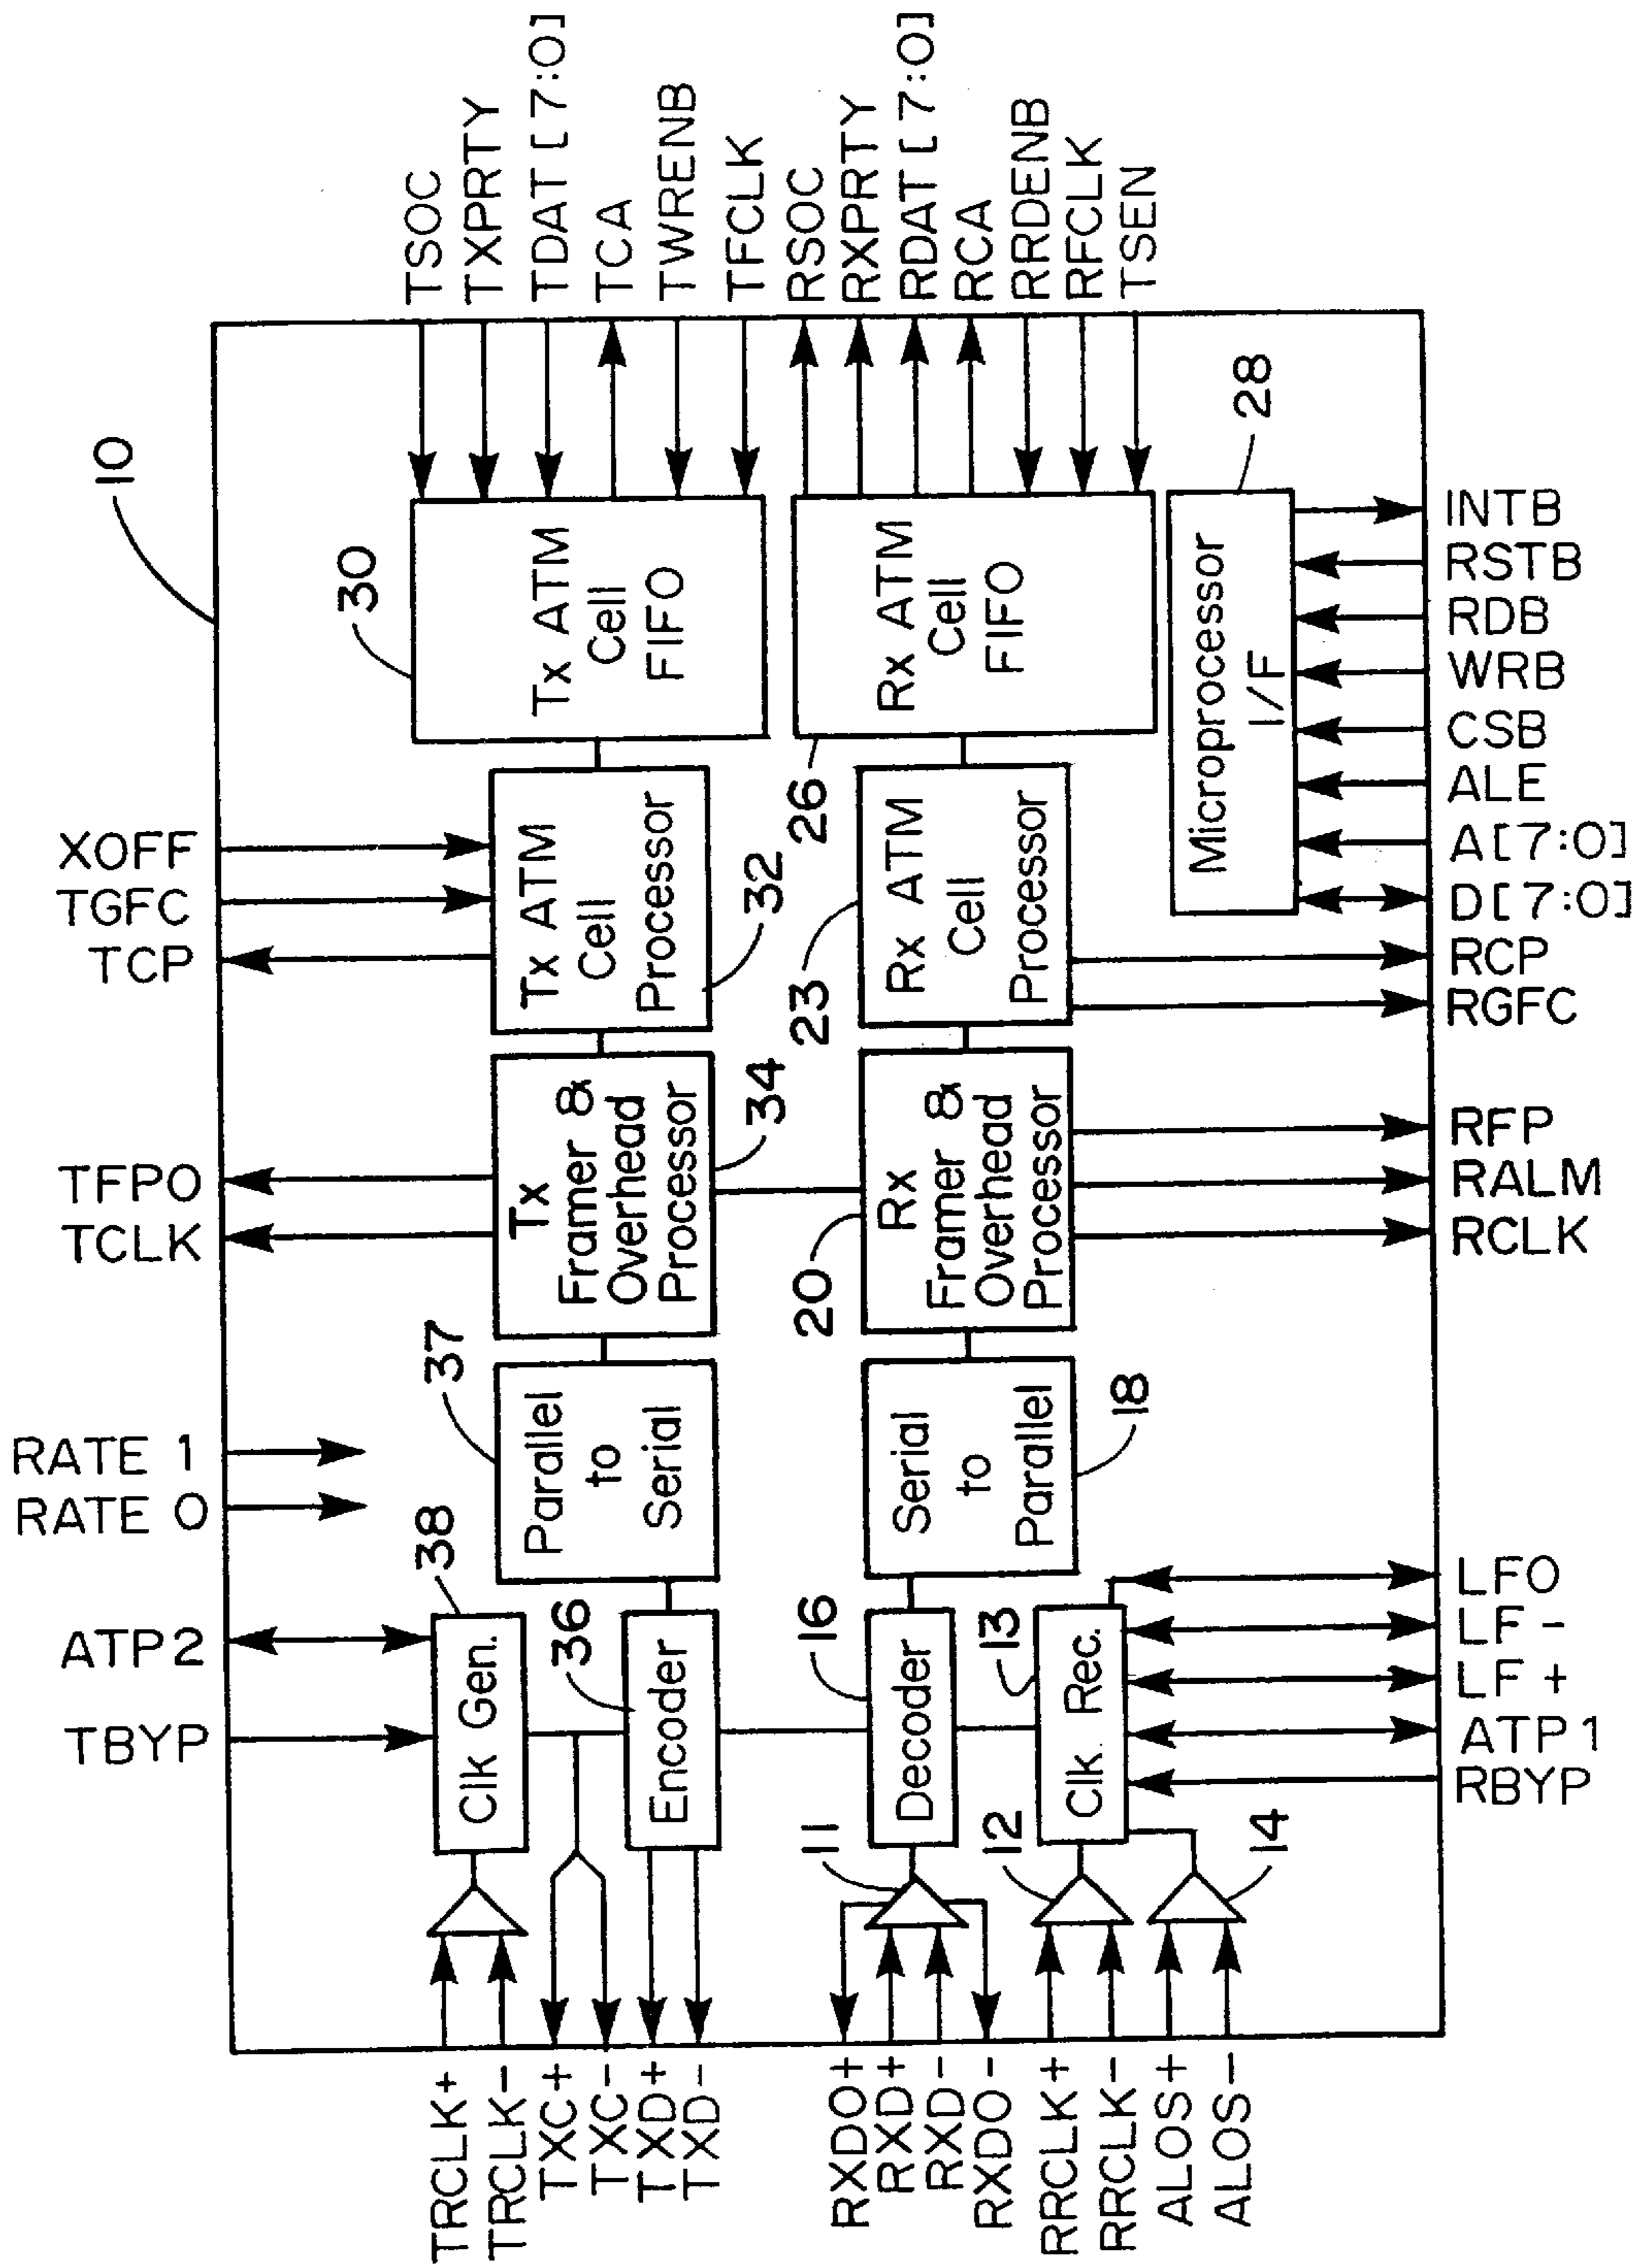 10
XOFF
TGFC
TCP
TFPO
TCLK
RATE 1
RATE 0
ATP2
TBYP
TRCLK+
TRCLK-
TXC+
TXC-
TXD+
TXD-
Clk Gen.
38
Encoder
36
Parallel
to
Serial
37
Tx
Framer &
Overhead
Processor
34
Tx ATM
Cell
Processor
32
Tx ATM
Cell
FIFO
30
TSOC
TXPRTY
TDAT [7:0]
TCA
TWRENB
TFCLK
RXDO+
RXD+
RXD-
RXDO-
RRCLK+
RRCLK-
ALOS+
ALOS-
11
12
14
Decoder
16
Clk. Rec.
13
Serial
to
Parallel
18
Rx
Framer &
Overhead
Processor
20
Rx ATM
Cell
Processor
23
Rx ATM
Cell
FIFO
26
RSOC
RXPRTY
RDAT [7:0]
RCA
RRDENB
RFCLK
TSEN
Microprocessor
I/F
28
RBYP
ATP1
LF +
LF -
LFO
RCLK
RALM
RFP
RGFC
RCP
D[7:0]
A[7:0]
ALE
CSB
WRB
RDB
RSTB
INTB